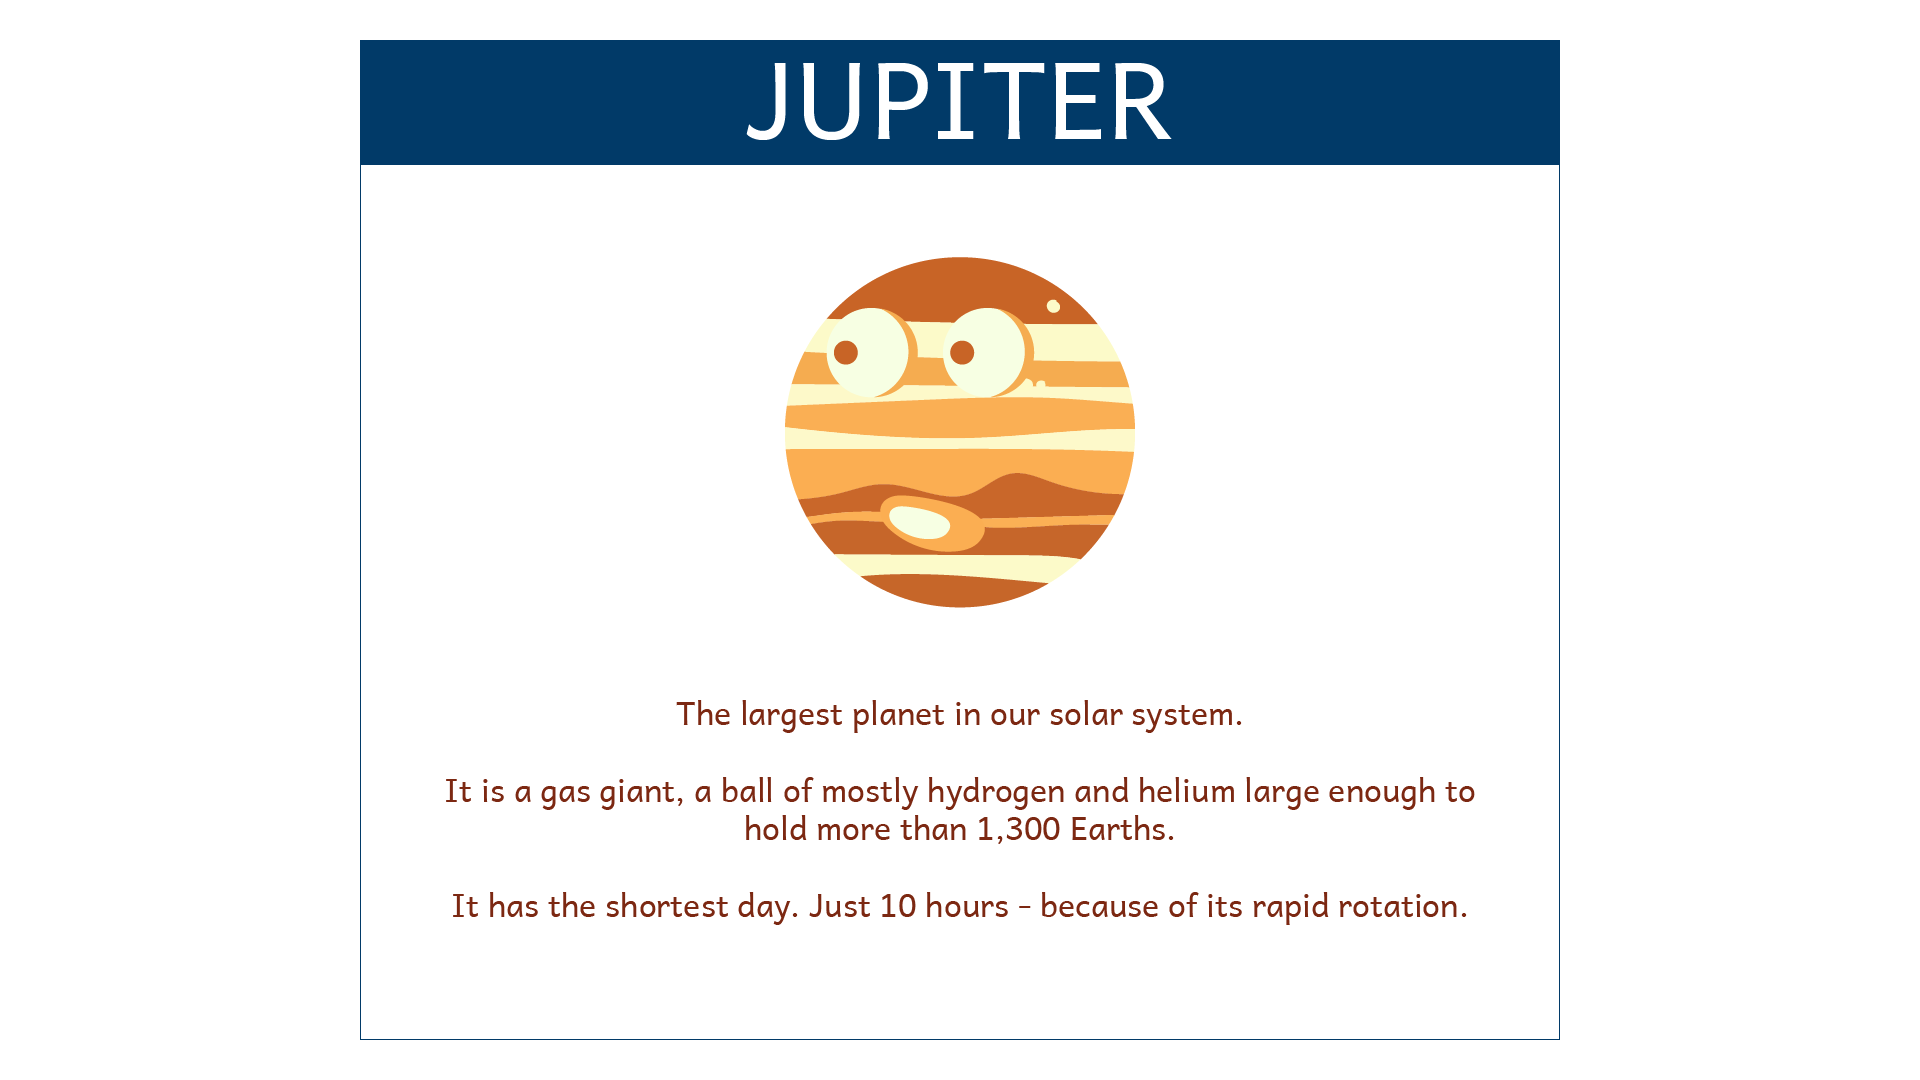 JUPITER
The largest planet in our solar system.
It is a gas giant, a ball of mostly hydrogen and helium large enough to
hold more than 1,300 Earths.
It has the shortest day. Just 10 hours - because of its rapid rotation.